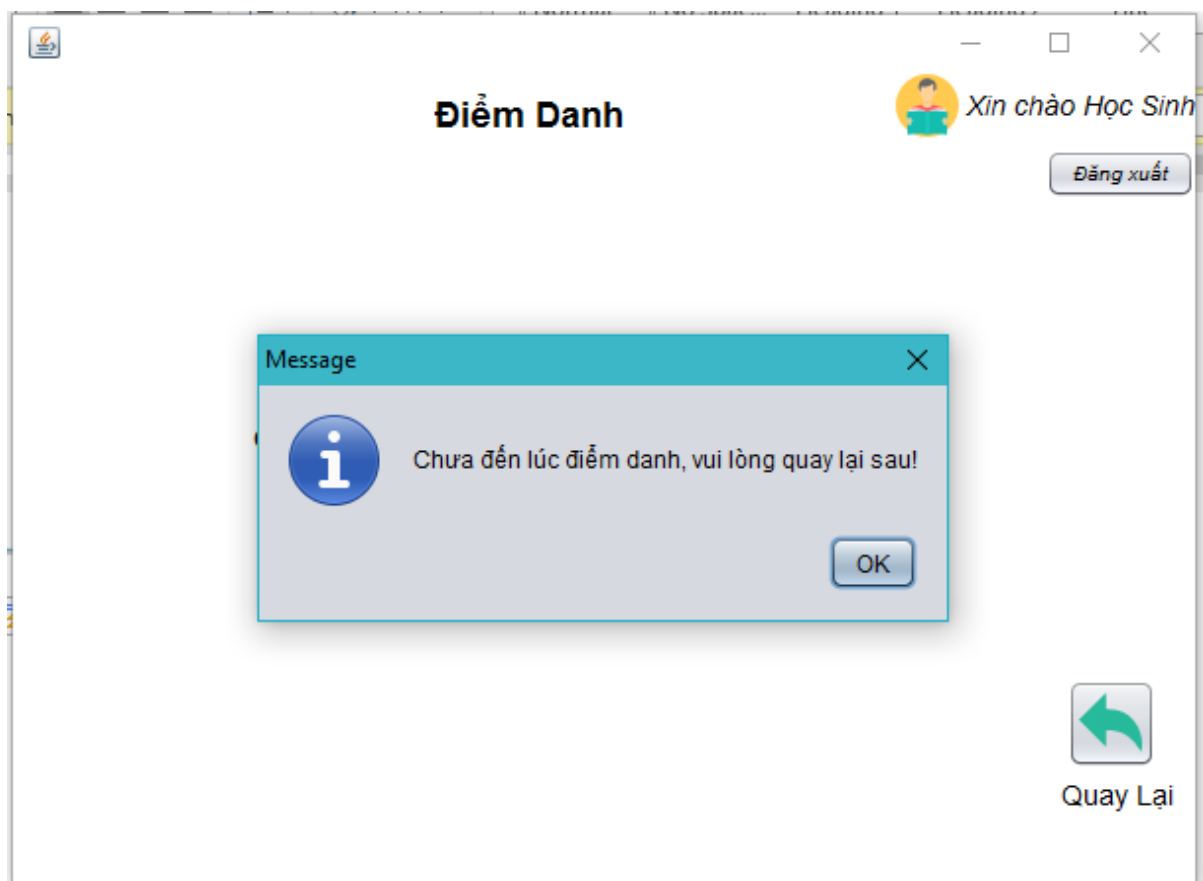 Điểm Danh
Xin chào Học Sinh
Đăng xuất
Message
Chưa đến lúc điểm danh, vui lòng quay lại sau!
OK
Quay Lại